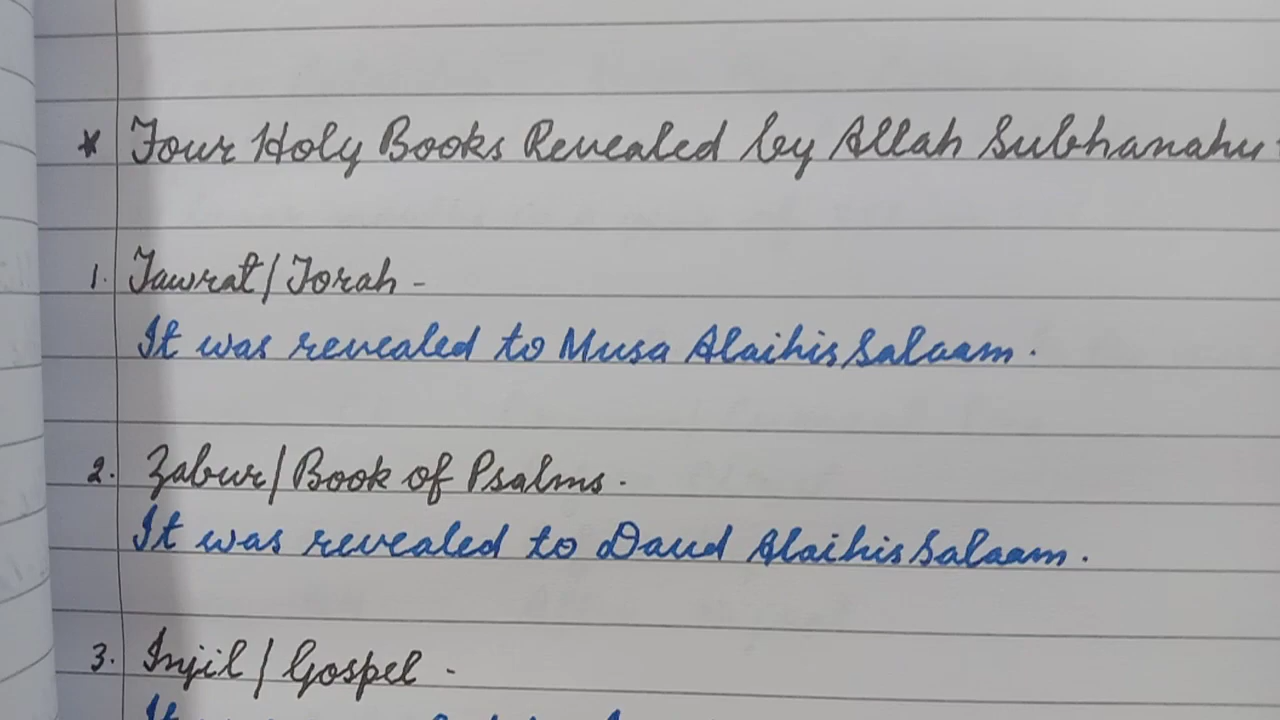 * Four Holy Books Revealed by Allah Subhanahu
1. Tawrat/Torah -
It was revealed to Musa Alaihis Salaam.
2. Zabur/Book of Psalms.
It was revealed to Daud Alaihis Salaam.
3. Injil/Gospel -
It